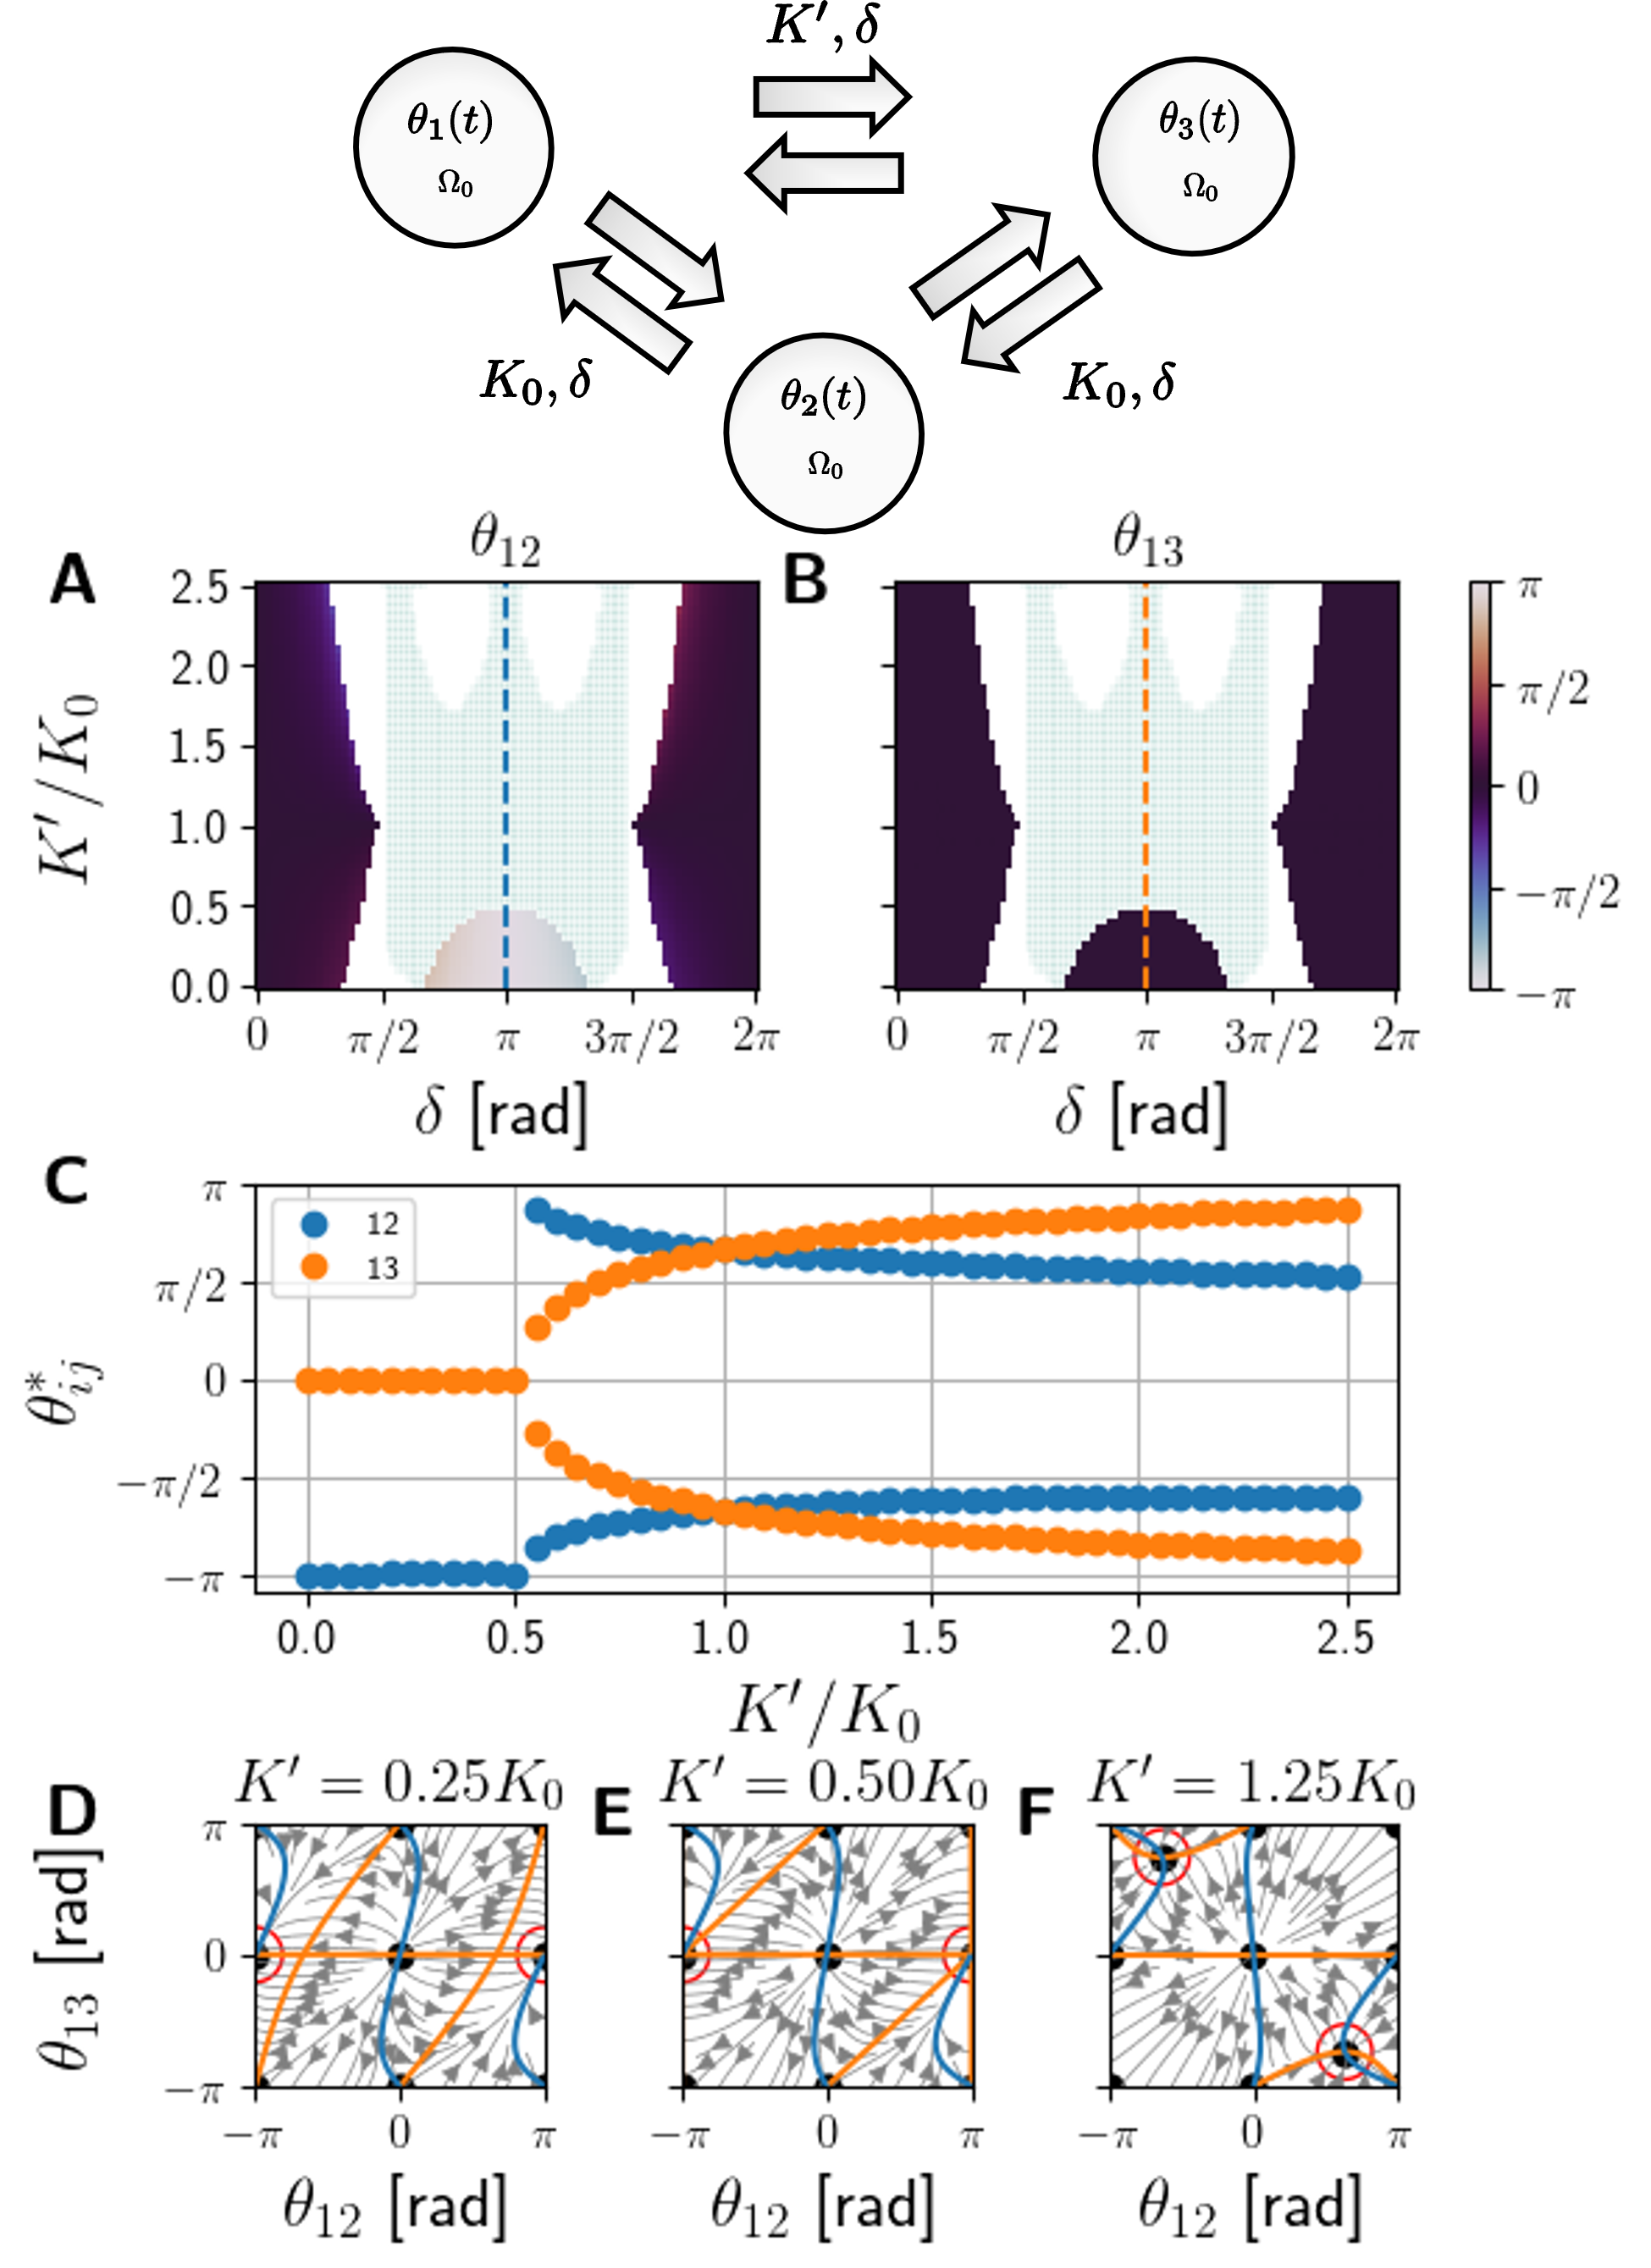 K′, δ
θ₁(t)
Ω₀
θ₃(t)
Ω₀
K₀, δ
θ₂(t)
Ω₀
K₀, δ
A
θ₁₂
B
θ₁₃
K′/K₀
2.5
2.0
1.5
1.0
0.5
0.0
0 π/2 π 3π/2 2π
δ [rad]
0 π/2 π 3π/2 2π
δ [rad]
π
π/2
0
−π/2
−π
C
θ*ᵢⱼ
π
π/2
0
−π/2
−π
12
13
0.0 0.5 1.0 1.5 2.0 2.5
K′/K₀
D
K′ = 0.25K₀
E
K′ = 0.50K₀
F
K′ = 1.25K₀
θ₁₃ [rad]
π
0
−π
−π 0 π
θ₁₂ [rad]
−π 0 π
θ₁₂ [rad]
−π 0 π
θ₁₂ [rad]